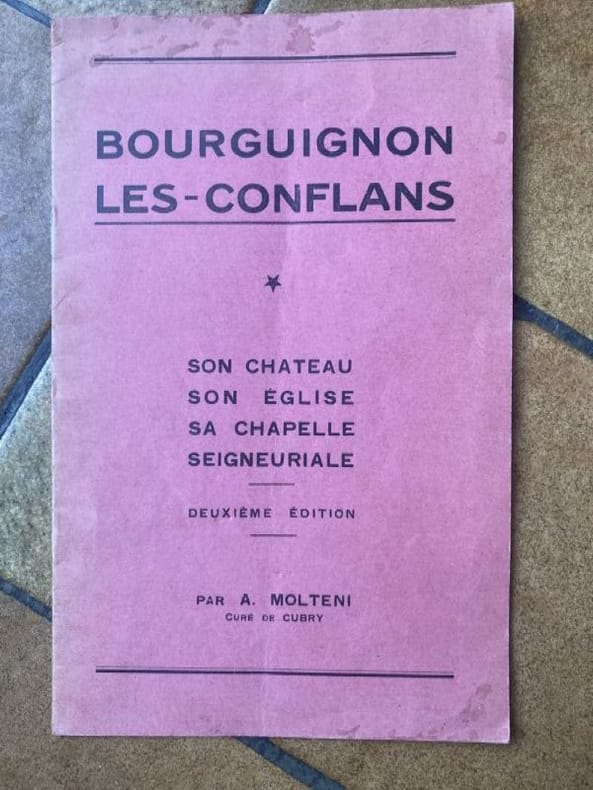 BOURGUIGNON
LES-CONFLANS
SON CHATEAU
SON ÉGLISE
SA CHAPELLE
SEIGNEURIALE
DEUXIÈME ÉDITION
PAR A. MOLTENI
CURÉ DE CUBRY